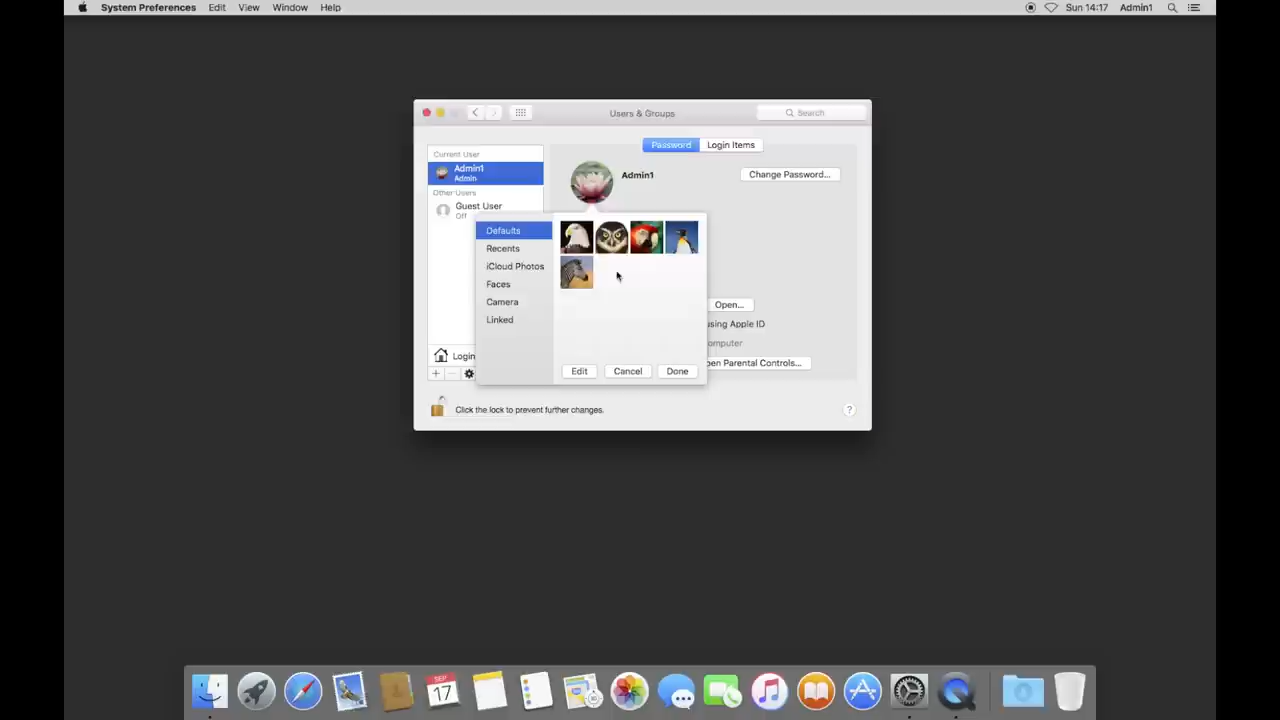 System Preferences Edit View Window Help Sun 14:17 Admin1
Users & Groups Search
Password Login Items
Current User
Admin1
Admin
Other Users
Guest User
Off
Admin1
Change Password...
Defaults
Recents
iCloud Photos
Faces
Camera
Linked
Open...
using Apple ID
computer
pen Parental Controls...
Login
Edit Cancel Done
+ −
Click the lock to prevent further changes.
?
SEP
17